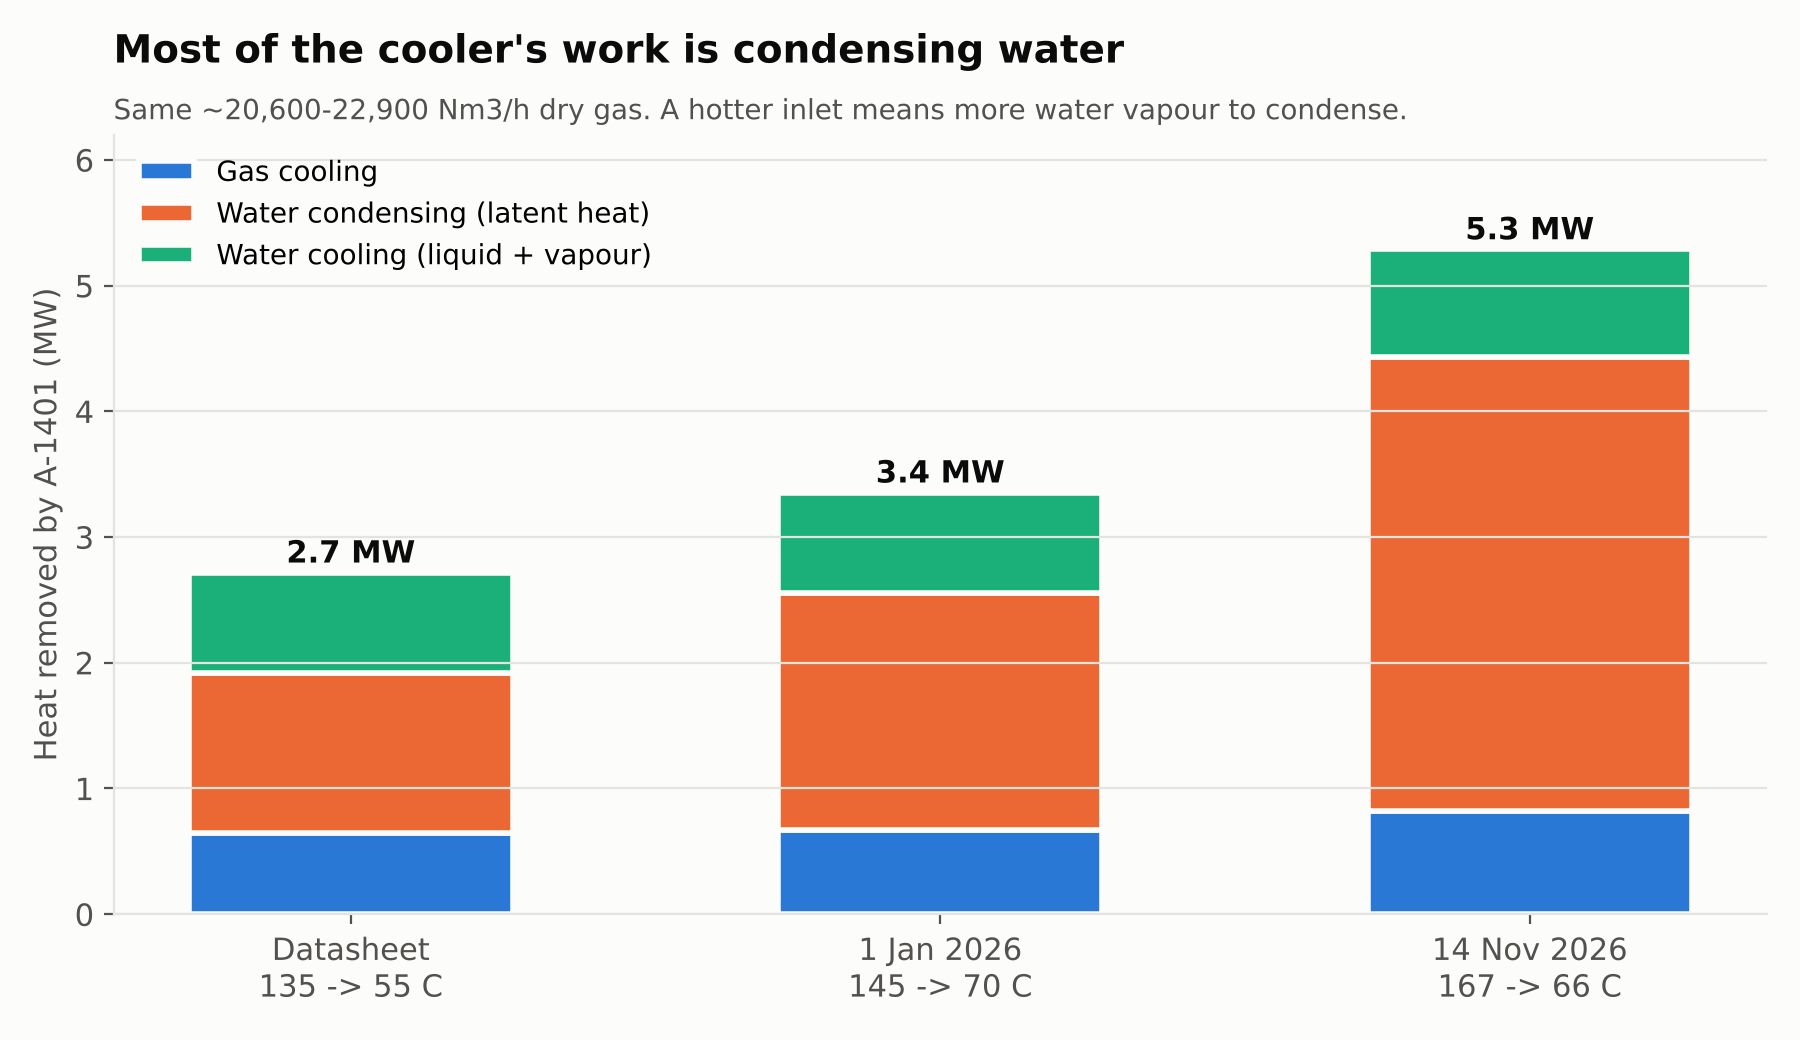 Most of the cooler's work is condensing water
Same ~20,600-22,900 Nm3/h dry gas. A hotter inlet means more water vapour to condense.
Heat removed by A-1401 (MW)
6
5
4
3
2
1
0
Gas cooling
Water condensing (latent heat)
Water cooling (liquid + vapour)
2.7 MW
3.4 MW
5.3 MW
Datasheet
135 -> 55 C
1 Jan 2026
145 -> 70 C
14 Nov 2026
167 -> 66 C